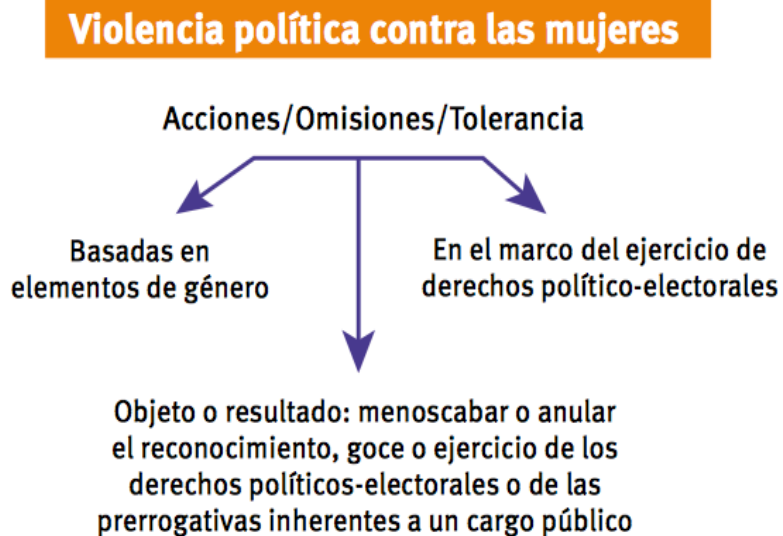 Violencia política contra las mujeres
Acciones/Omisiones/Tolerancia
Basadas en
elementos de género
En el marco del ejercicio de
derechos político-electorales
Objeto o resultado: menoscabar o anular
el reconocimiento, goce o ejercicio de los
derechos políticos-electorales o de las
prerrogativas inherentes a un cargo público